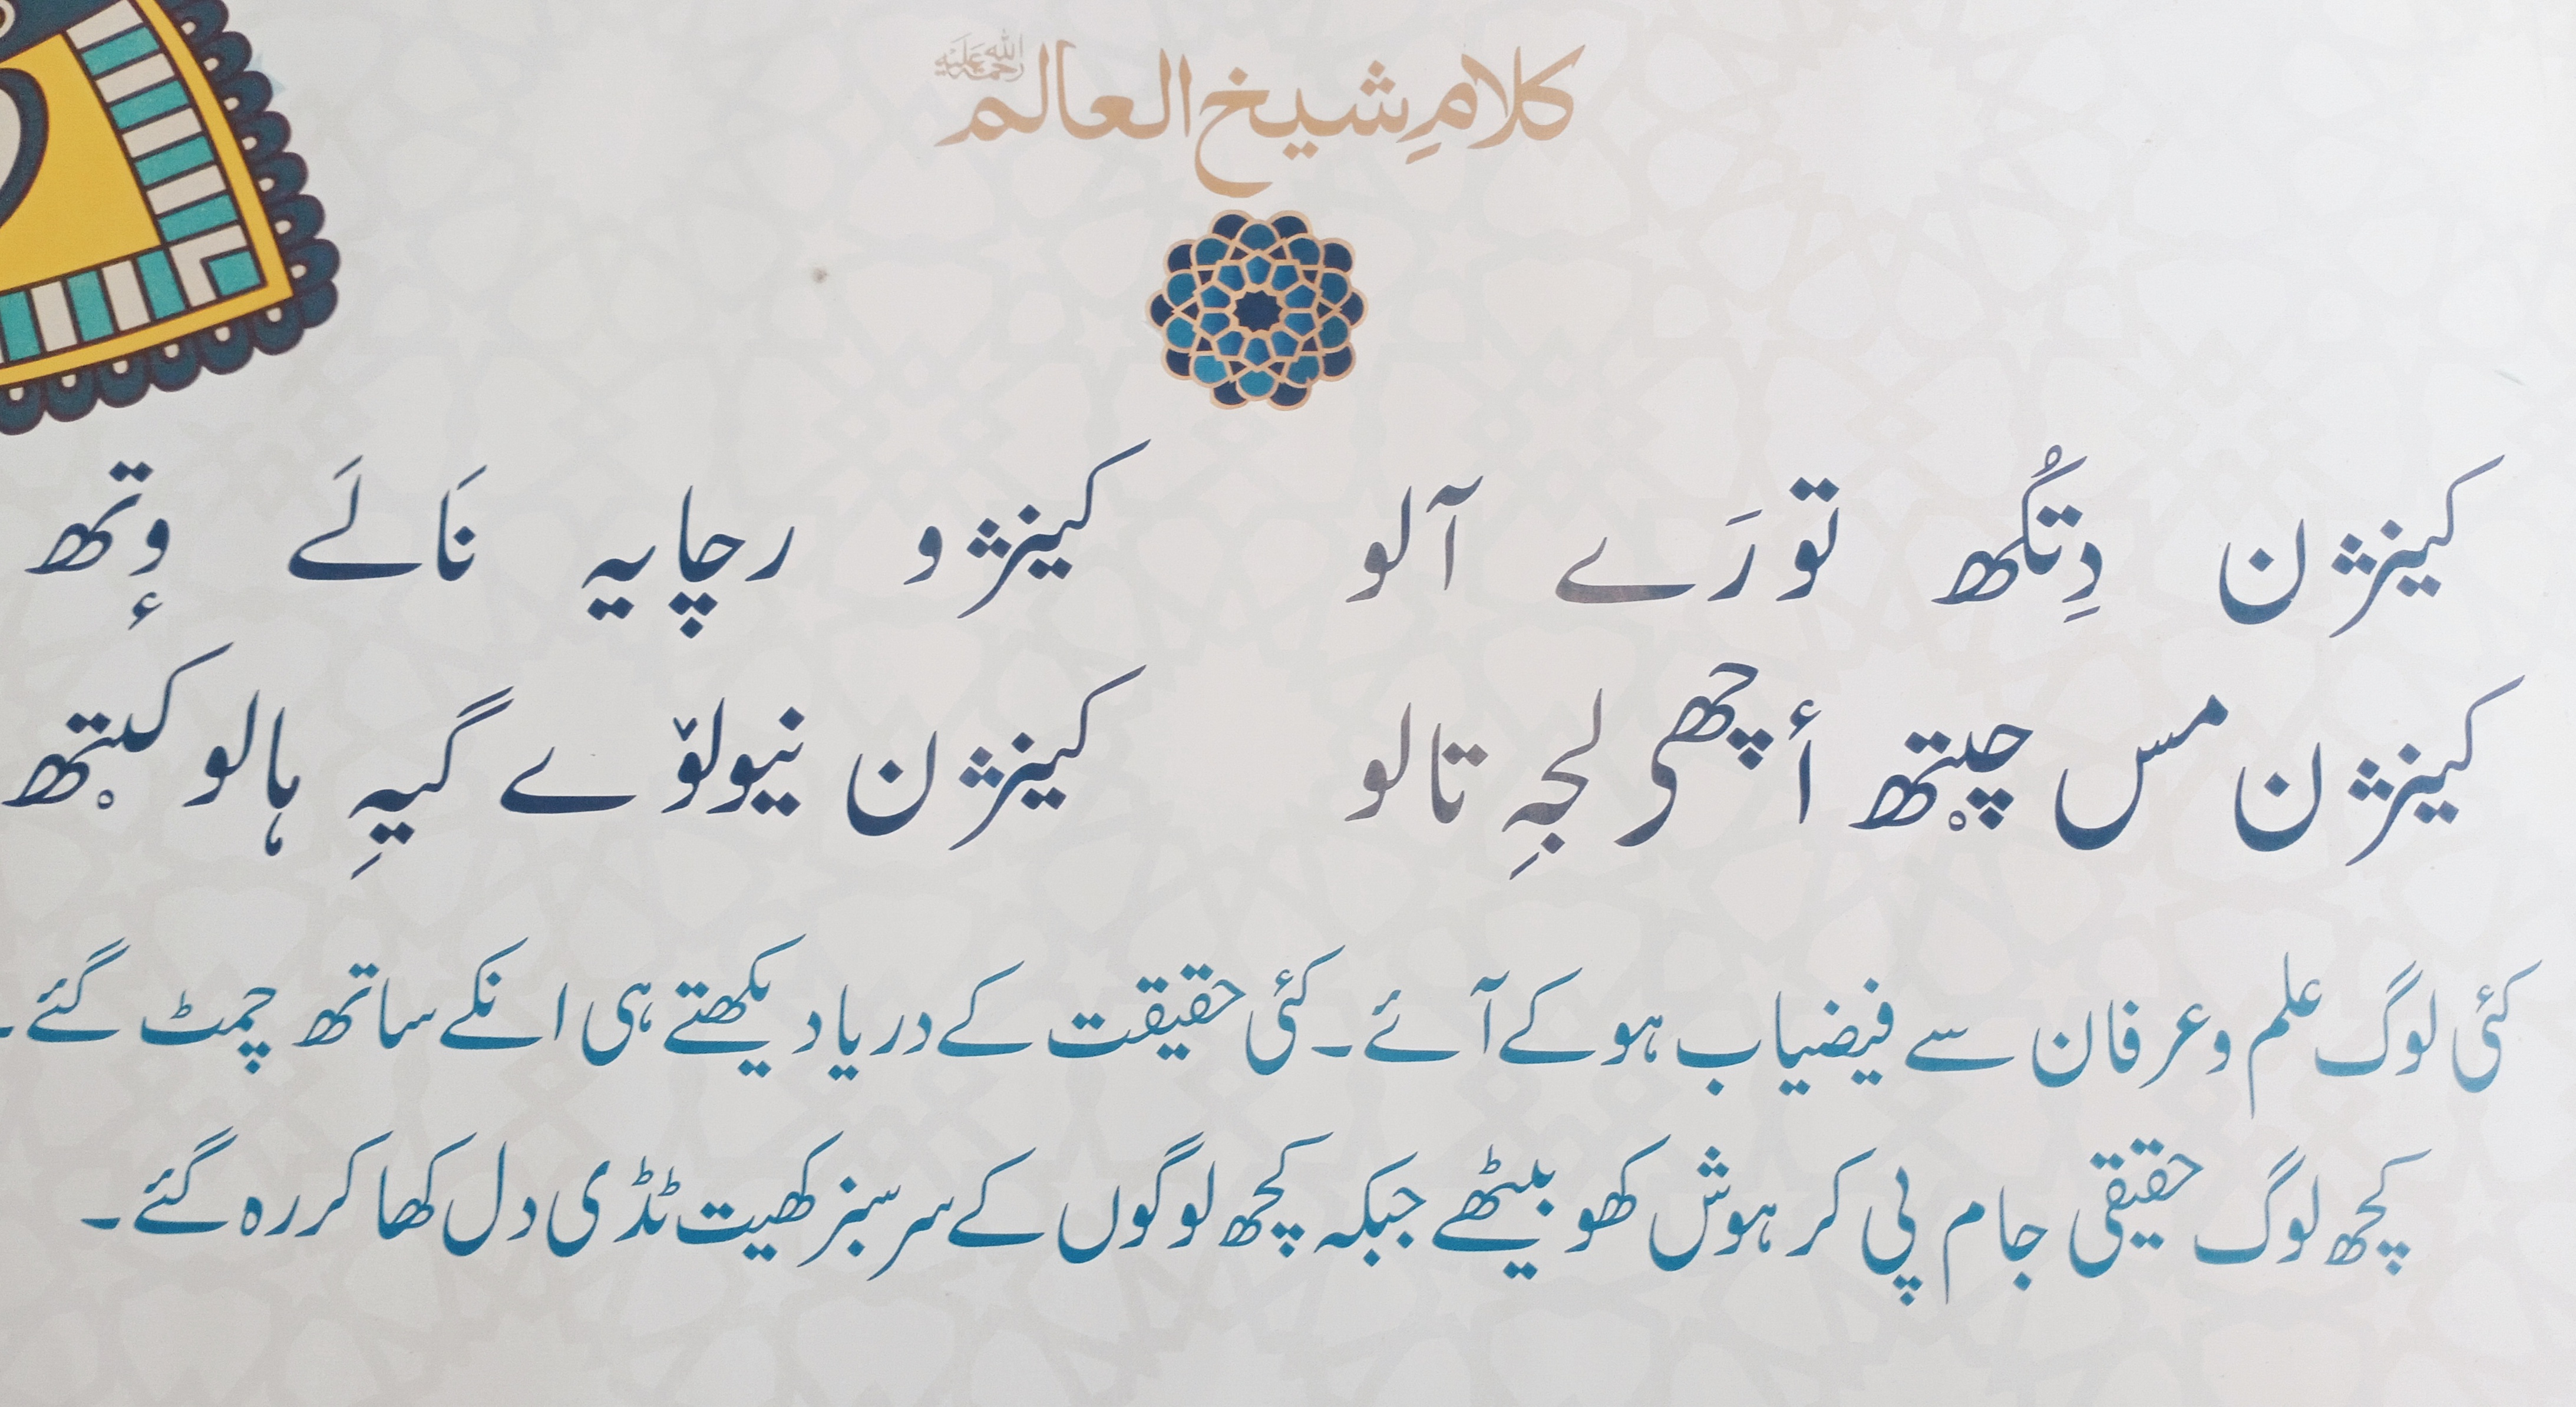 کلامِ شیخ العالم رحمۃ اللہ علیہ
کینژن دِتُکھ تورَے آلو کینژو رچایہ نَالَے وٕتھ
کینژن مس چیتھ أچھی لجہِ تالو کینژن نیولوٚے گیہِ ہالو کیتھ
کئی لوگ علم و عرفان سے فیضیاب ہو کے آئے۔ کئی حقیقت کے دریا دیکھتے ہی انکے ساتھ چمٹ گئے۔
کچھ لوگ حقیقی جام پی کر ہوش کھو بیٹھے جبکہ کچھ لوگوں کے سرسبز کھیت ٹڈی دل کھا کر رہ گئے۔